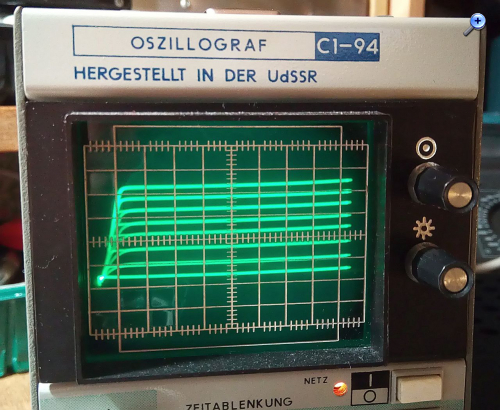 OSZILLOGRAF C1-94
HERGESTELLT IN DER UdSSR
NETZ
I
O
ZEITABLENKUNG